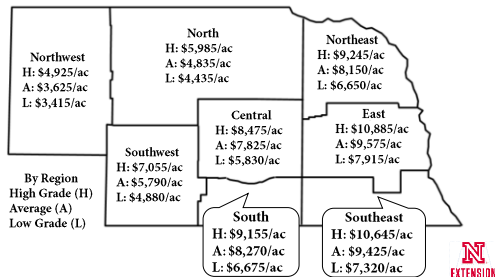 North
H: $5,985/ac
A: $4,835/ac
L: $4,435/ac
Northwest
H: $4,925/ac
A: $3,625/ac
L: $3,415/ac
Northeast
H: $9,245/ac
A: $8,150/ac
L: $6,650/ac
Central
H: $8,475/ac
A: $7,825/ac
L: $5,830/ac
East
H: $10,885/ac
A: $9,575/ac
L: $7,915/ac
Southwest
H: $7,055/ac
A: $5,790/ac
L: $4,880/ac
By Region
High Grade (H)
Average (A)
Low Grade (L)
South
H: $9,155/ac
A: $8,270/ac
L: $6,675/ac
Southeast
H: $10,645/ac
A: $9,425/ac
L: $7,320/ac
N
EXTENSION